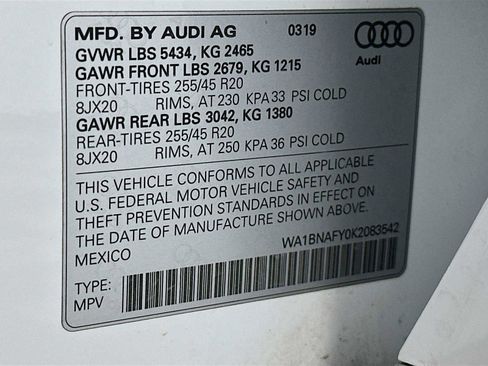 MFD. BY AUDI AG 0319
GVWR LBS 5434, KG 2465
GAWR FRONT LBS 2679, KG 1215
FRONT-TIRES 255/45 R20
8JX20 RIMS, AT 230 KPA 33 PSI COLD
GAWR REAR LBS 3042, KG 1380
REAR-TIRES 255/45 R20
8JX20 RIMS, AT 250 KPA 36 PSI COLD
Audi
THIS VEHICLE CONFORMS TO ALL APPLICABLE
U.S. FEDERAL MOTOR VEHICLE SAFETY AND
THEFT PREVENTION STANDARDS IN EFFECT ON
THE DATE OF MANUFACTURE SHOWN ABOVE.
MEXICO WA1BNAFY0K2083542
TYPE:
MPV